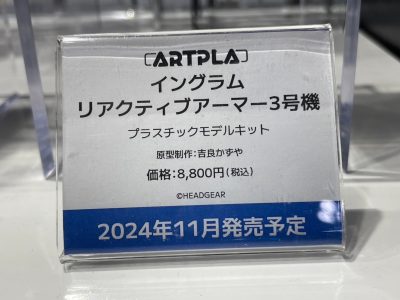 ARTPLA
イングラム
リアクティブアーマー3号機
プラスチックモデルキット
原型制作:吉良かずや
価格:8,800円(税込)
©HEADGEAR
2024年11月発売予定